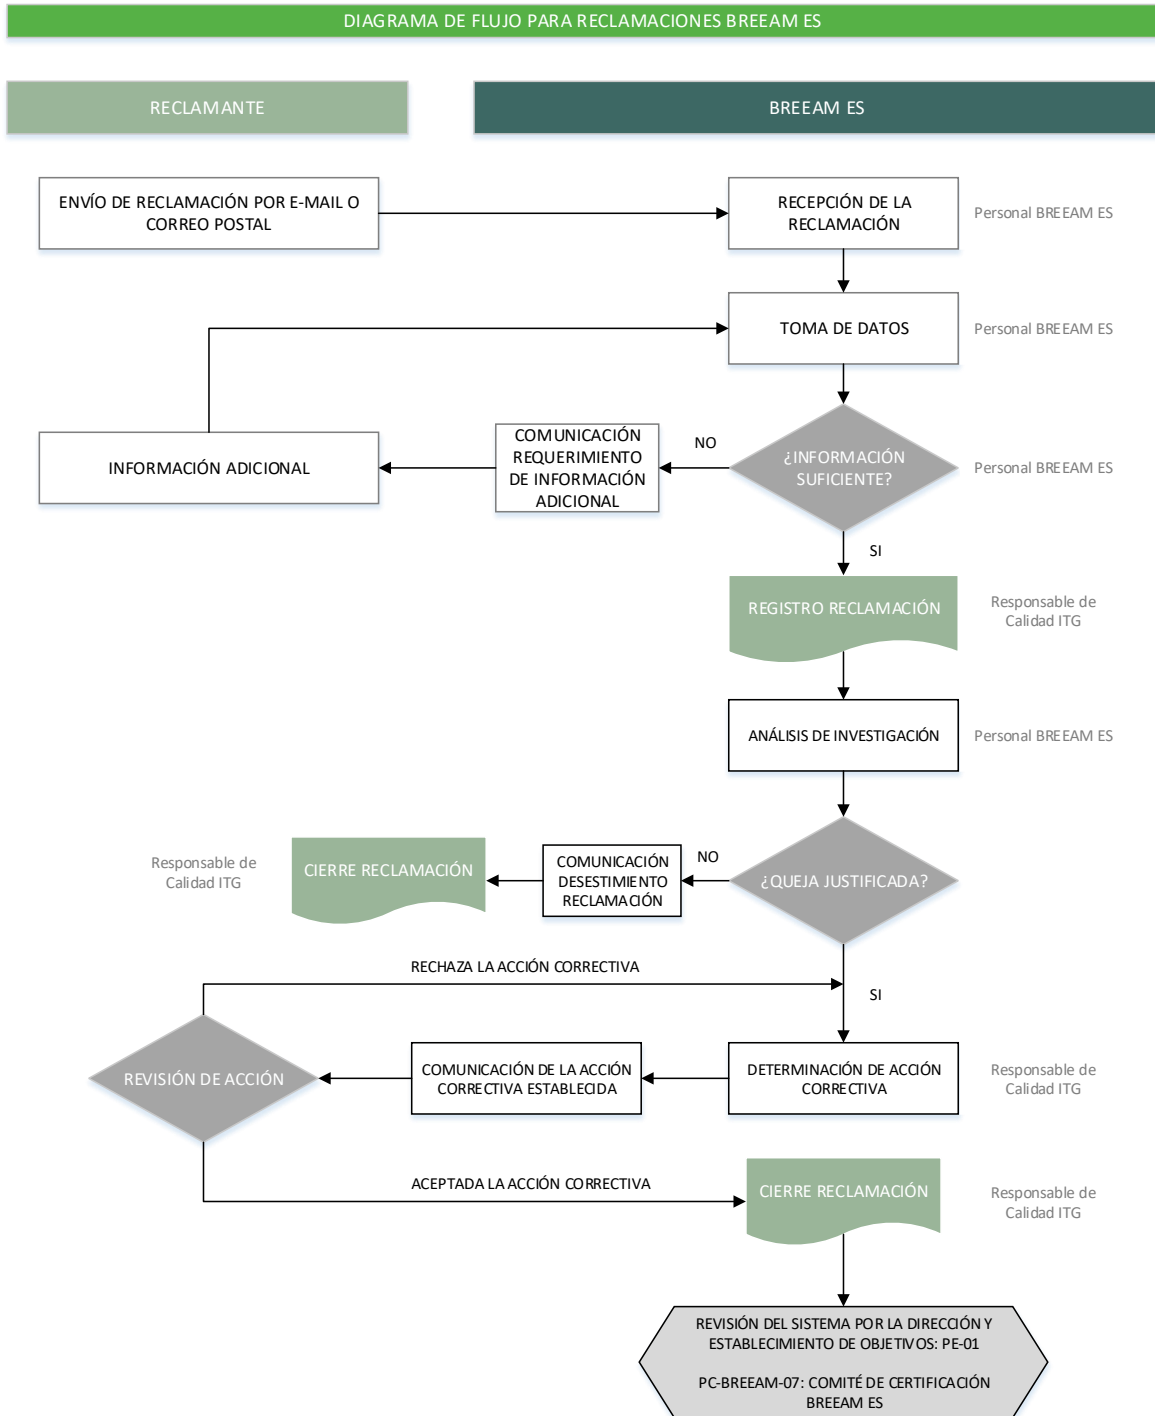 DIAGRAMA DE FLUJO PARA RECLAMACIONES BREEAM ES
RECLAMANTE
BREEAM ES
ENVÍO DE RECLAMACIÓN POR E-MAIL O
CORREO POSTAL
RECEPCIÓN DE LA
RECLAMACIÓN
Personal BREEAM ES
TOMA DE DATOS
Personal BREEAM ES
INFORMACIÓN ADICIONAL
COMUNICACIÓN
REQUERIMIENTO
DE INFORMACIÓN
ADICIONAL
NO
¿INFORMACIÓN
SUFICIENTE?
Personal BREEAM ES
SI
REGISTRO RECLAMACIÓN
Responsable de
Calidad ITG
ANÁLISIS DE INVESTIGACIÓN
Personal BREEAM ES
Responsable de
Calidad ITG
CIERRE RECLAMACIÓN
COMUNICACIÓN
DESESTIMIENTO
RECLAMACIÓN
NO
¿QUEJA JUSTIFICADA?
RECHAZA LA ACCIÓN CORRECTIVA
SI
REVISIÓN DE ACCIÓN
COMUNICACIÓN DE LA ACCIÓN
CORRECTIVA ESTABLECIDA
DETERMINACIÓN DE ACCIÓN
CORRECTIVA
Responsable de
Calidad ITG
ACEPTADA LA ACCIÓN CORRECTIVA
CIERRE RECLAMACIÓN
Responsable de
Calidad ITG
REVISIÓN DEL SISTEMA POR LA DIRECCIÓN Y
ESTABLECIMIENTO DE OBJETIVOS: PE-01
PC-BREEAM-07: COMITÉ DE CERTIFICACIÓN
BREEAM ES